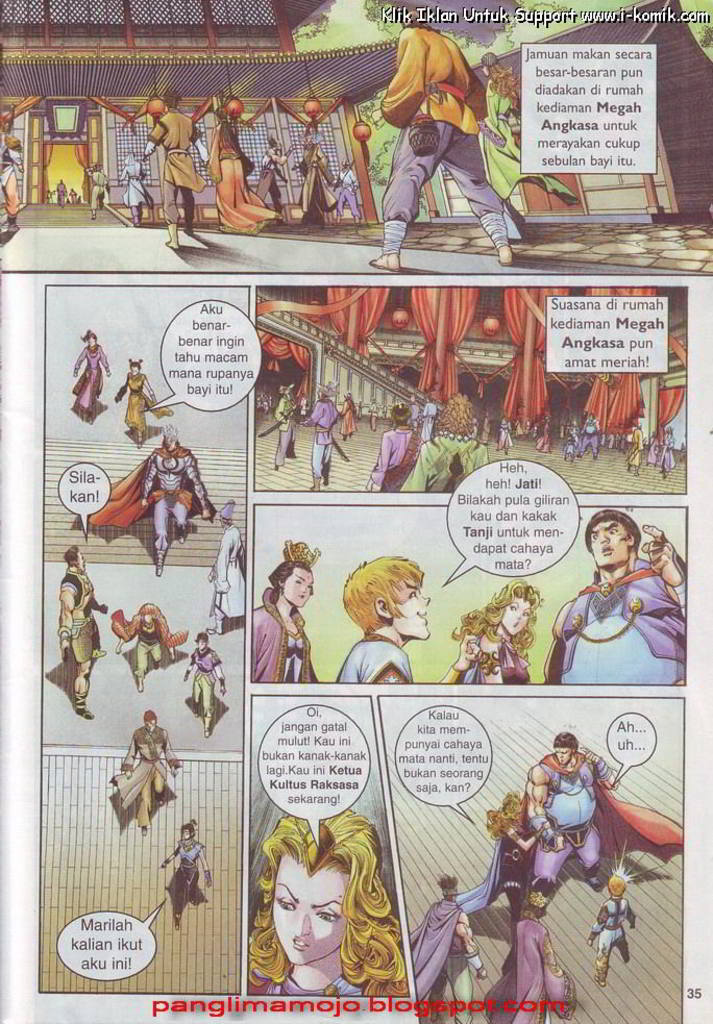 Klik Iklan Untuk Support www.i-komik.com
Jamuan makan secara
besar-besaran pun
diadakan di rumah
kediaman Megah
Angkasa untuk
merayakan cukup
sebulan bayi itu.
Aku
benar-
benar ingin
tahu macam
mana rupanya
bayi itu!
Sila-
kan!
Marilah
kalian ikut
aku ini!
Suasana di rumah
kediaman Megah
Angkasa pun
amat meriah!
Heh,
heh! Jati!
Bilakah pula giliran
kau dan kakak
Tanji untuk men-
dapat cahaya
mata?
Oi,
jangan gatal
mulut! Kau ini
bukan kanak-kanak
lagi.Kau ini Ketua
Kultus Raksasa
sekarang!
Kalau
kita mem-
punyai cahaya
mata nanti, tentu
bukan seorang
saja, kan?
Ah...
uh...
35
panglimamojo.blogspot.com